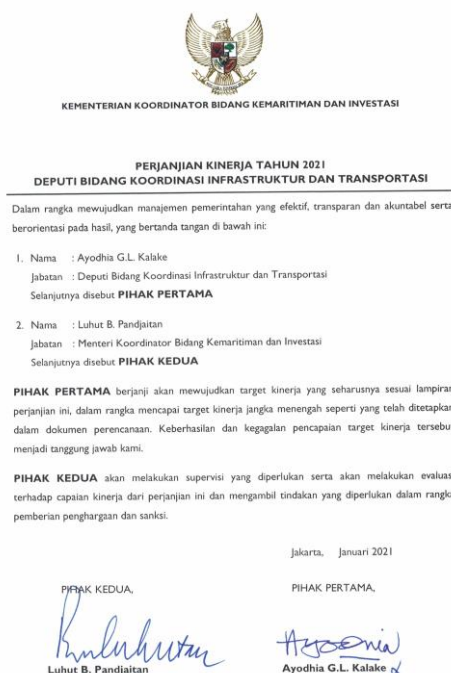 KEMENTERIAN KOORDINATOR BIDANG KEMARITIMAN DAN INVESTASI
PERJANJIAN KINERJA TAHUN 2021
DEPUTI BIDANG KOORDINASI INFRASTRUKTUR DAN TRANSPORTASI
Dalam rangka mewujudkan manajemen pemerintahan yang efektif, transparan dan akuntabel serta
berorientasi pada hasil, yang bertanda tangan di bawah ini:
1. Nama : Ayodhia G.L. Kalake
Jabatan : Deputi Bidang Koordinasi Infrastruktur dan Transportasi
Selanjutnya disebut PIHAK PERTAMA
2. Nama : Luhut B. Pandjaitan
Jabatan : Menteri Koordinator Bidang Kemaritiman dan Investasi
Selanjutnya disebut PIHAK KEDUA
PIHAK PERTAMA berjanji akan mewujudkan target kinerja yang seharusnya sesuai lampiran
perjanjian ini, dalam rangka mencapai target kinerja jangka menengah seperti yang telah ditetapkan
dalam dokumen perencanaan. Keberhasilan dan kegagalan pencapaian target kinerja tersebu
menjadi tanggung jawab kami.
PIHAK KEDUA akan melakukan supervisi yang diperlukan serta akan melakukan evaluas
terhadap capaian kinerja dari perjanjian ini dan mengambil tindakan yang diperlukan dalam rangka
pemberian penghargaan dan sanksi.
Jakarta, Januari 2021
PIHAK KEDUA,
PIHAK PERTAMA,
Luhut B. Pandjaitan
Ayodhia G.L. Kalake